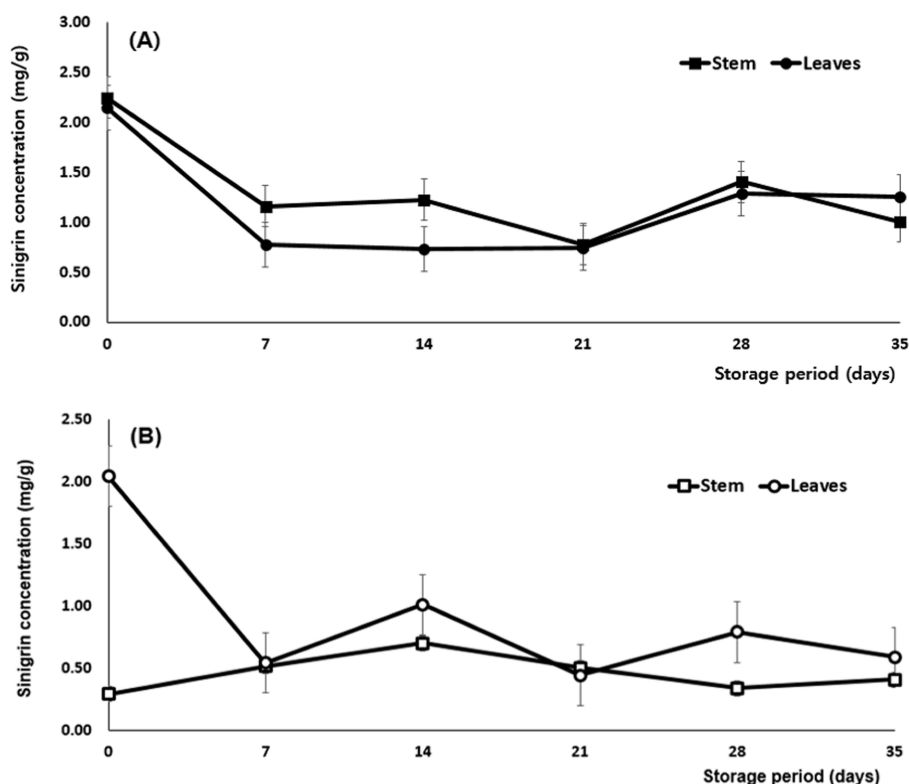 3.00
(A)
Stem
Leaves
2.50
2.00
1.50
1.00
0.50
0.00
Sinigrin concentration (mg/g)
0 7 14 21 28 35
Storage period (days)
2.50
(B)
Stem
Leaves
2.00
1.50
1.00
0.50
0.00
Sinigrin concentration (mg/g)
0 7 14 21 28 35
Storage period (days)